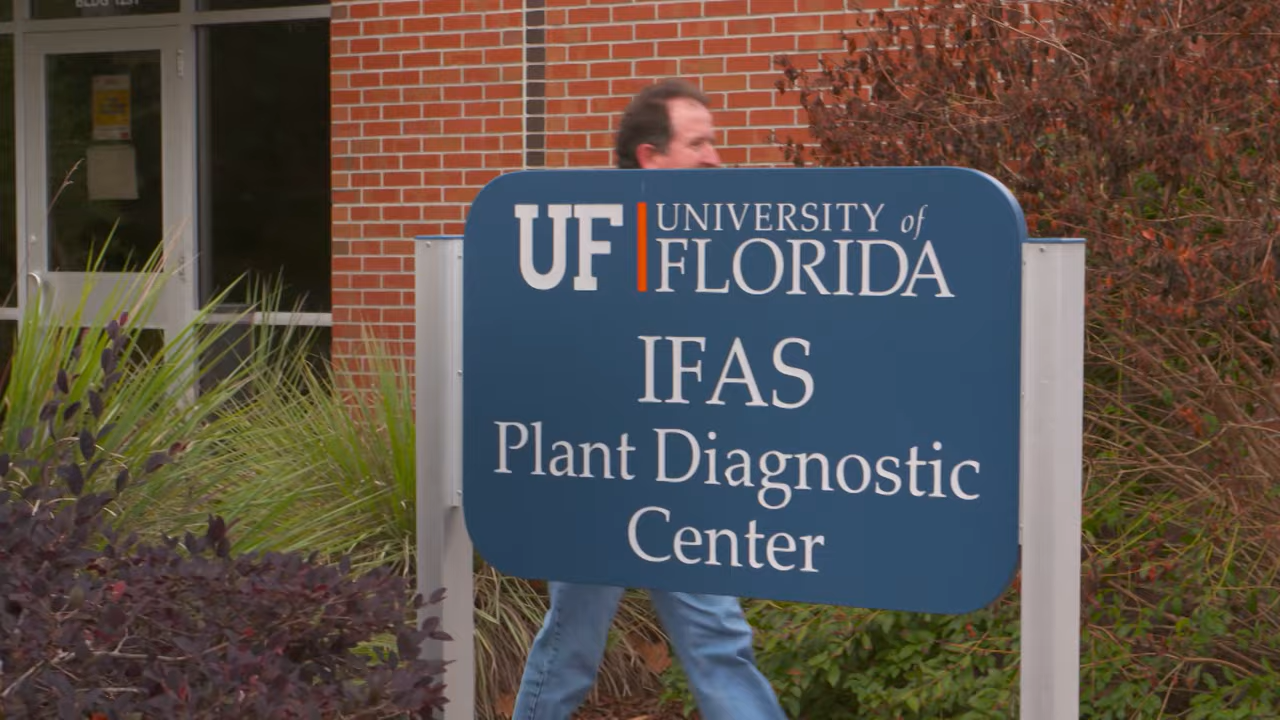 UF UNIVERSITY of
FLORIDA
IFAS
Plant Diagnostic
Center